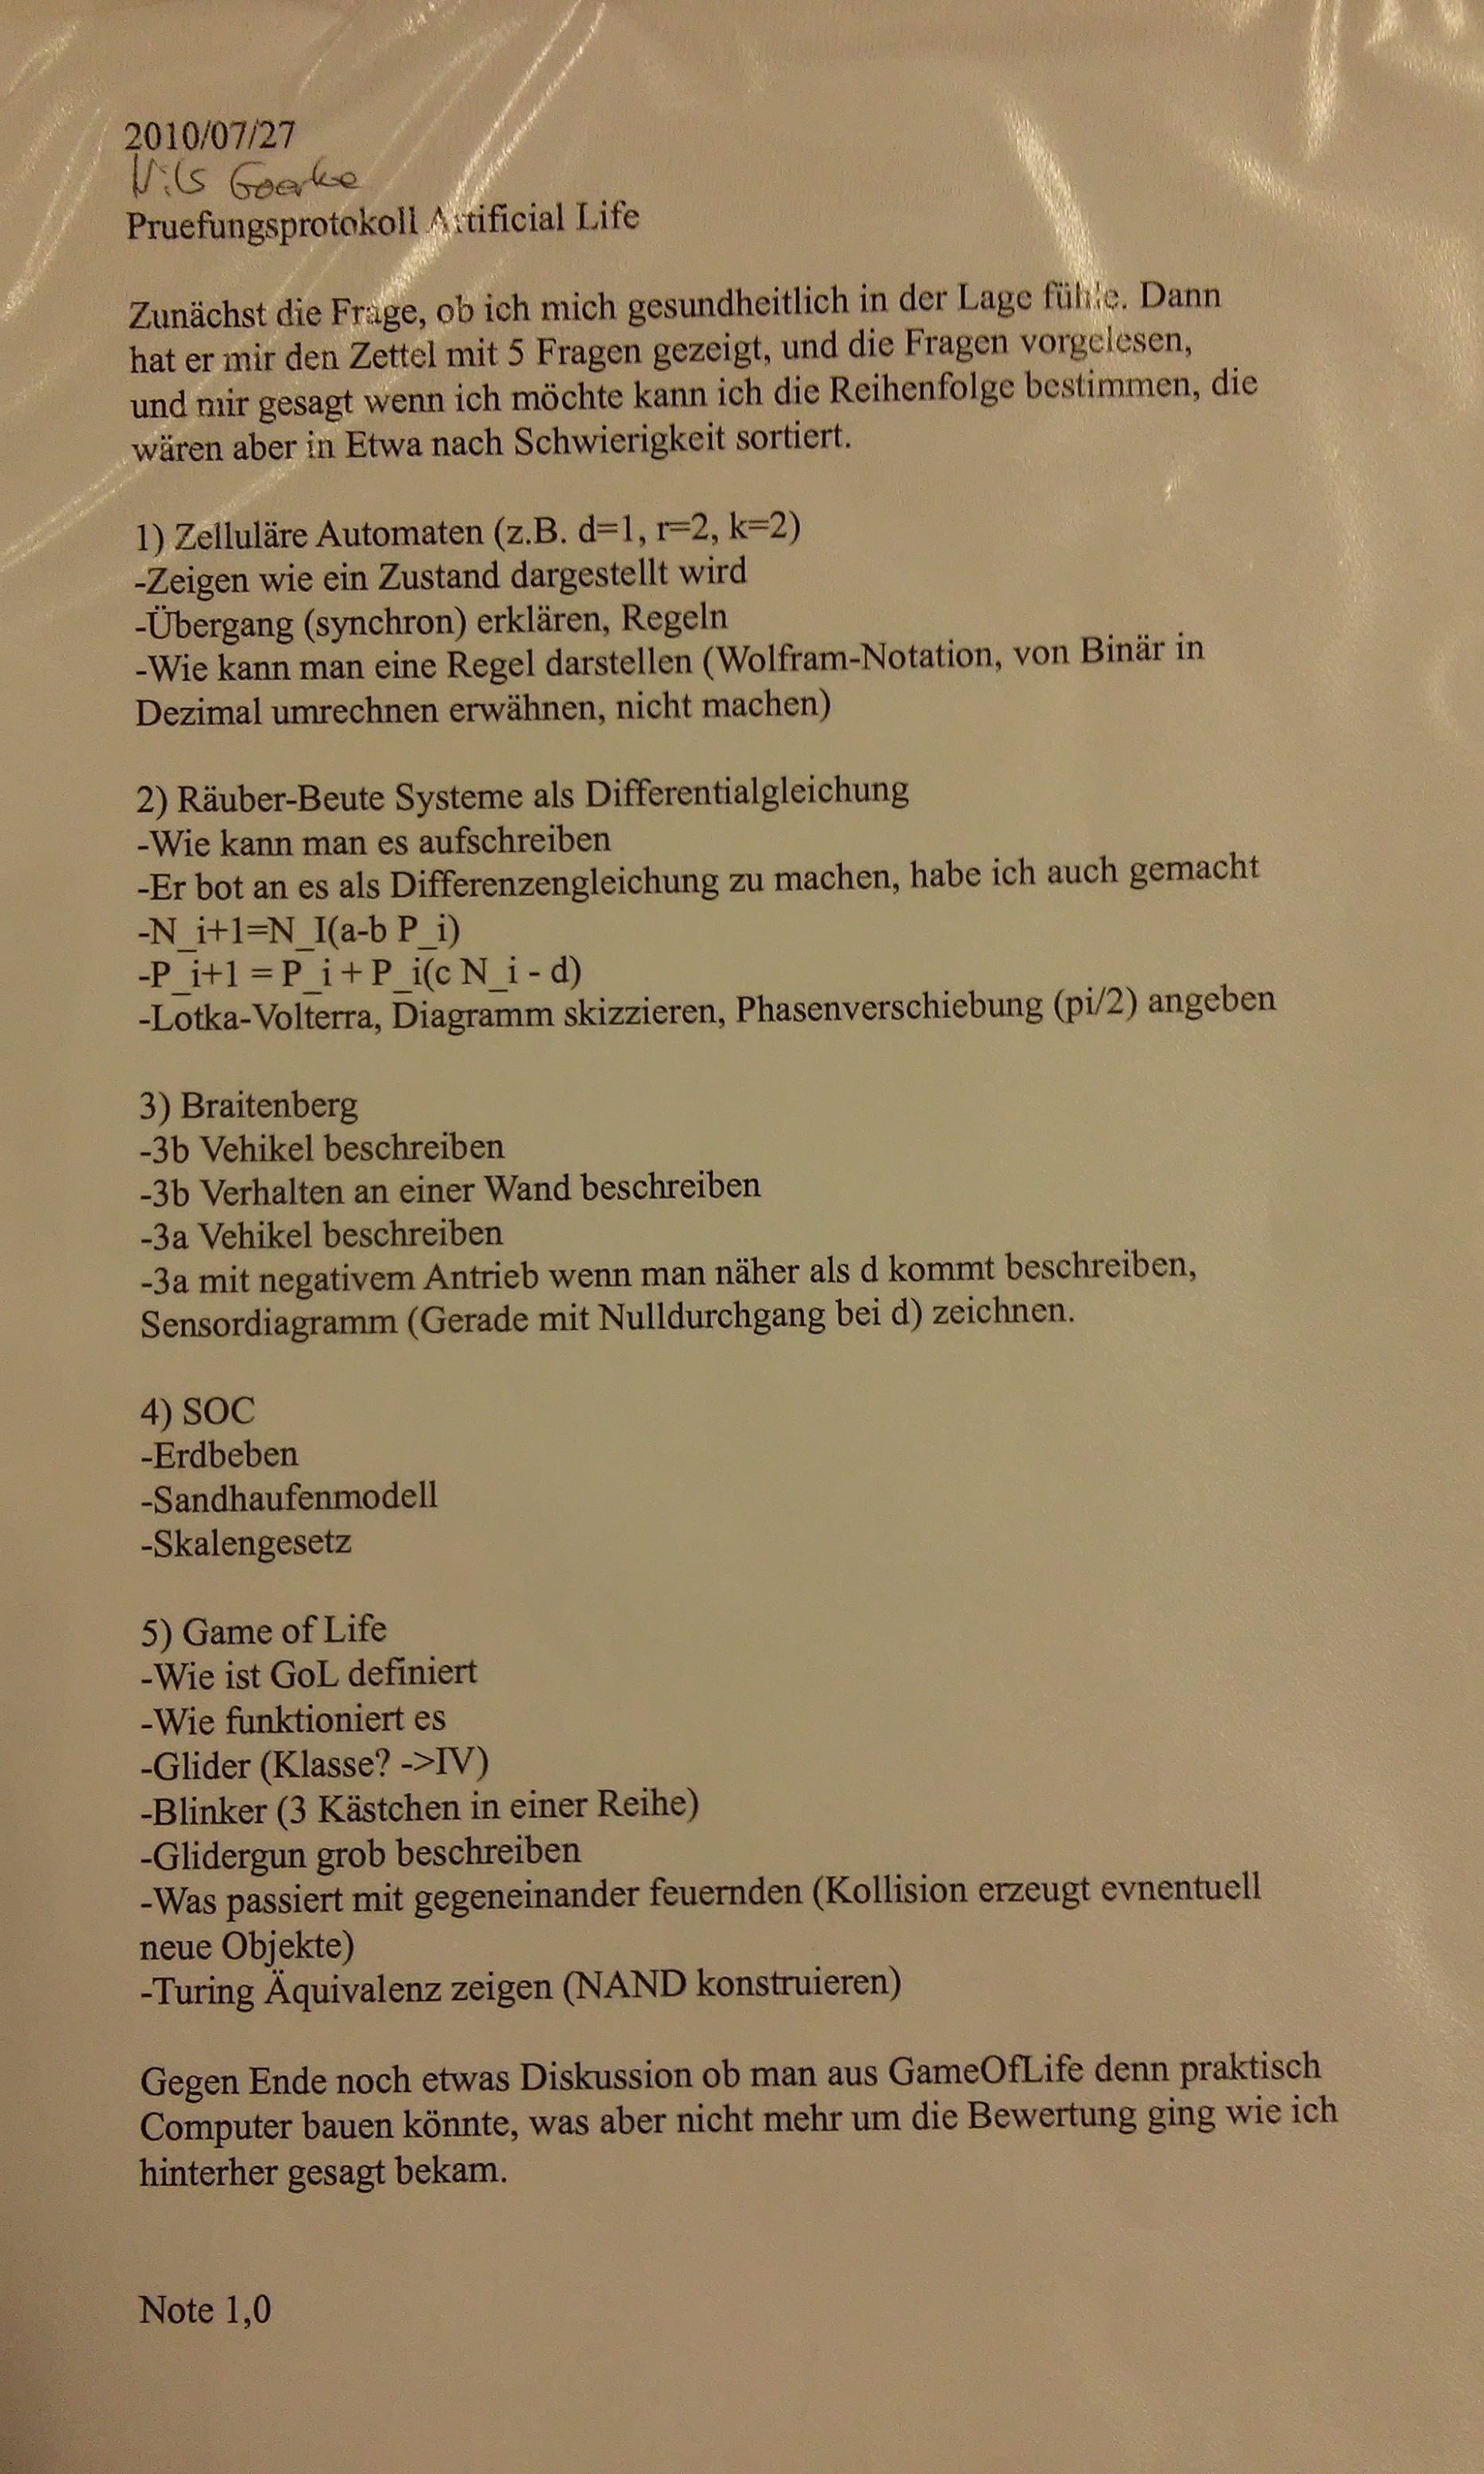 2010/07/27
Nils Goerke
Pruefungsprotokoll Artificial Life
Zunächst die Frage, ob ich mich gesundheitlich in der Lage fühle. Dann
hat er mir den Zettel mit 5 Fragen gezeigt, und die Fragen vorgelesen,
und mir gesagt wenn ich möchte kann ich die Reihenfolge bestimmen, die
wären aber in Etwa nach Schwierigkeit sortiert.
1) Zelluläre Automaten (z.B. d=1, r=2, k=2)
-Zeigen wie ein Zustand dargestellt wird
-Übergang (synchron) erklären, Regeln
-Wie kann man eine Regel darstellen (Wolfram-Notation, von Binär in
Dezimal umrechnen erwähnen, nicht machen)
2) Räuber-Beute Systeme als Differentialgleichung
-Wie kann man es aufschreiben
-Er bot an es als Differenzengleichung zu machen, habe ich auch gemacht
-N_i+1=N_I(a-b P_i)
-P_i+1 = P_i + P_i(c N_i - d)
-Lotka-Volterra, Diagramm skizzieren, Phasenverschiebung (pi/2) angeben
3) Braitenberg
-3b Vehikel beschreiben
-3b Verhalten an einer Wand beschreiben
-3a Vehikel beschreiben
-3a mit negativem Antrieb wenn man näher als d kommt beschreiben,
Sensordiagramm (Gerade mit Nulldurchgang bei d) zeichnen.
4) SOC
-Erdbeben
-Sandhaufenmodell
-Skalengesetz
5) Game of Life
-Wie ist GoL definiert
-Wie funktioniert es
-Glider (Klasse? ->IV)
-Blinker (3 Kästchen in einer Reihe)
-Glidergun grob beschreiben
-Was passiert mit gegeneinander feuernden (Kollision erzeugt evnentuell
neue Objekte)
-Turing Äquivalenz zeigen (NAND konstruieren)
Gegen Ende noch etwas Diskussion ob man aus GameOfLife denn praktisch
Computer bauen könnte, was aber nicht mehr um die Bewertung ging wie ich
hinterher gesagt bekam.
Note 1,0